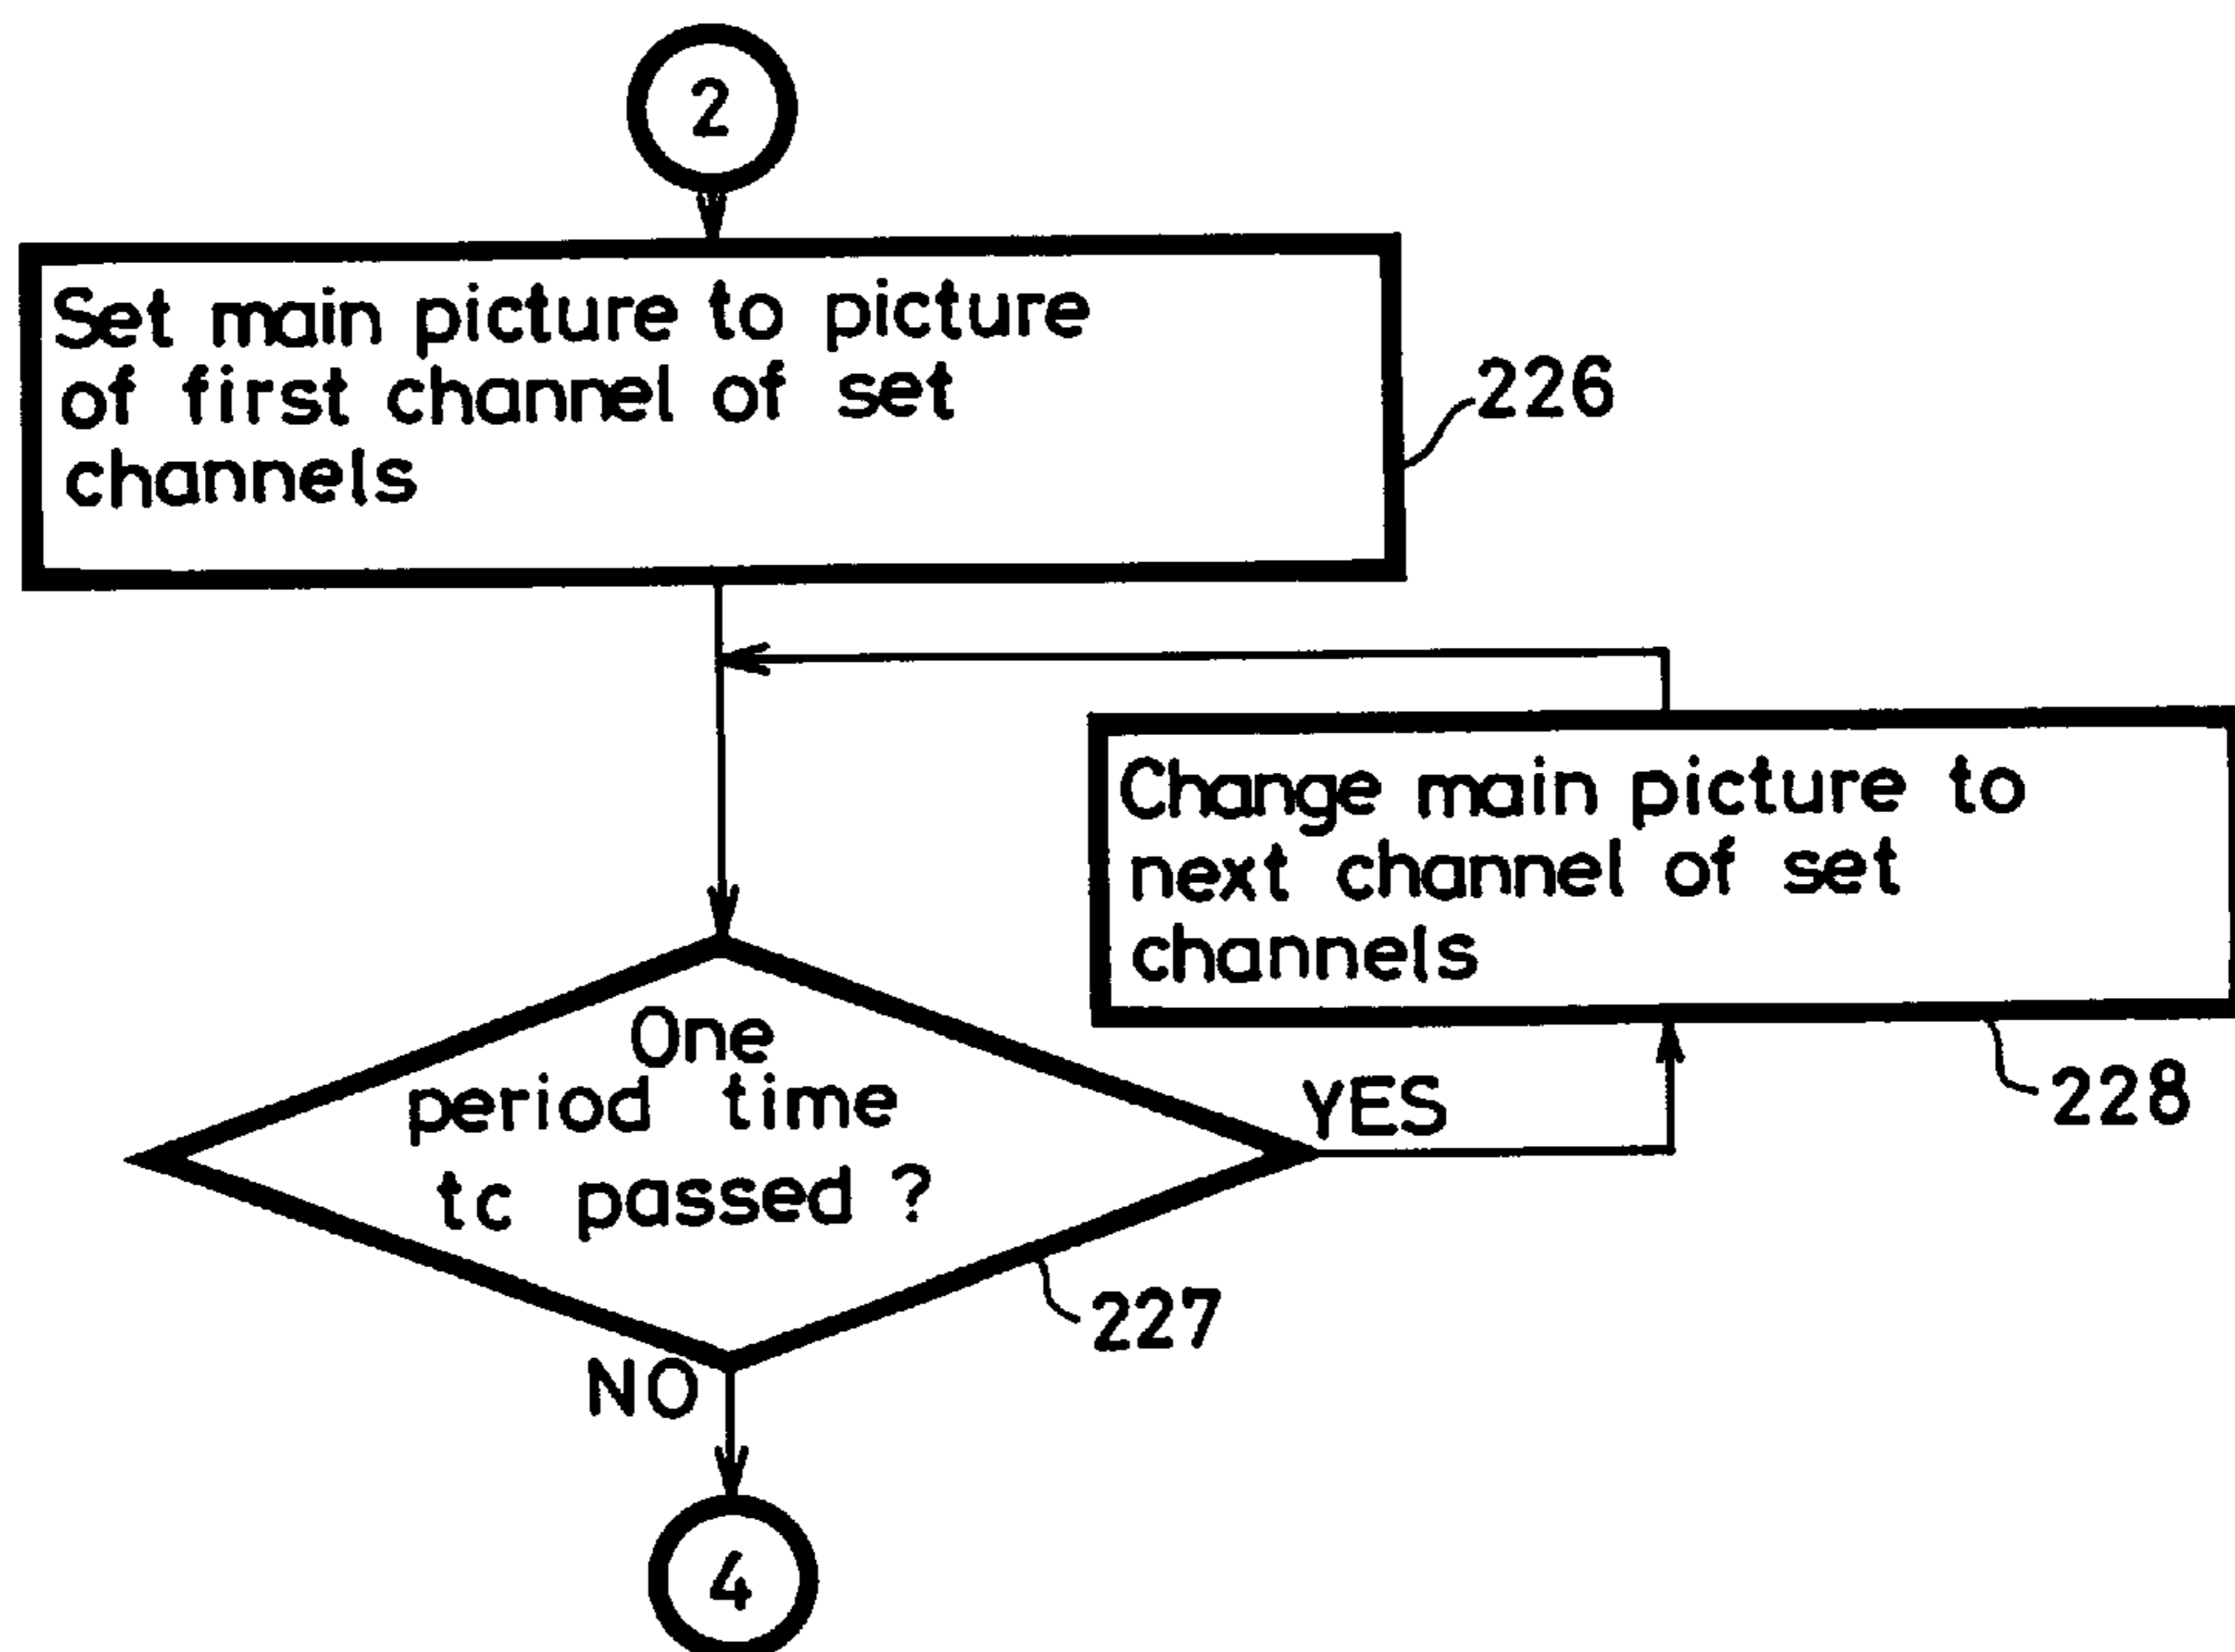 2
Set main picture to picture
of first channel of set
channels
226
Change main picture to
next channel of set
channels
228
One
period time
tc passed ?
YES
227
NO
4